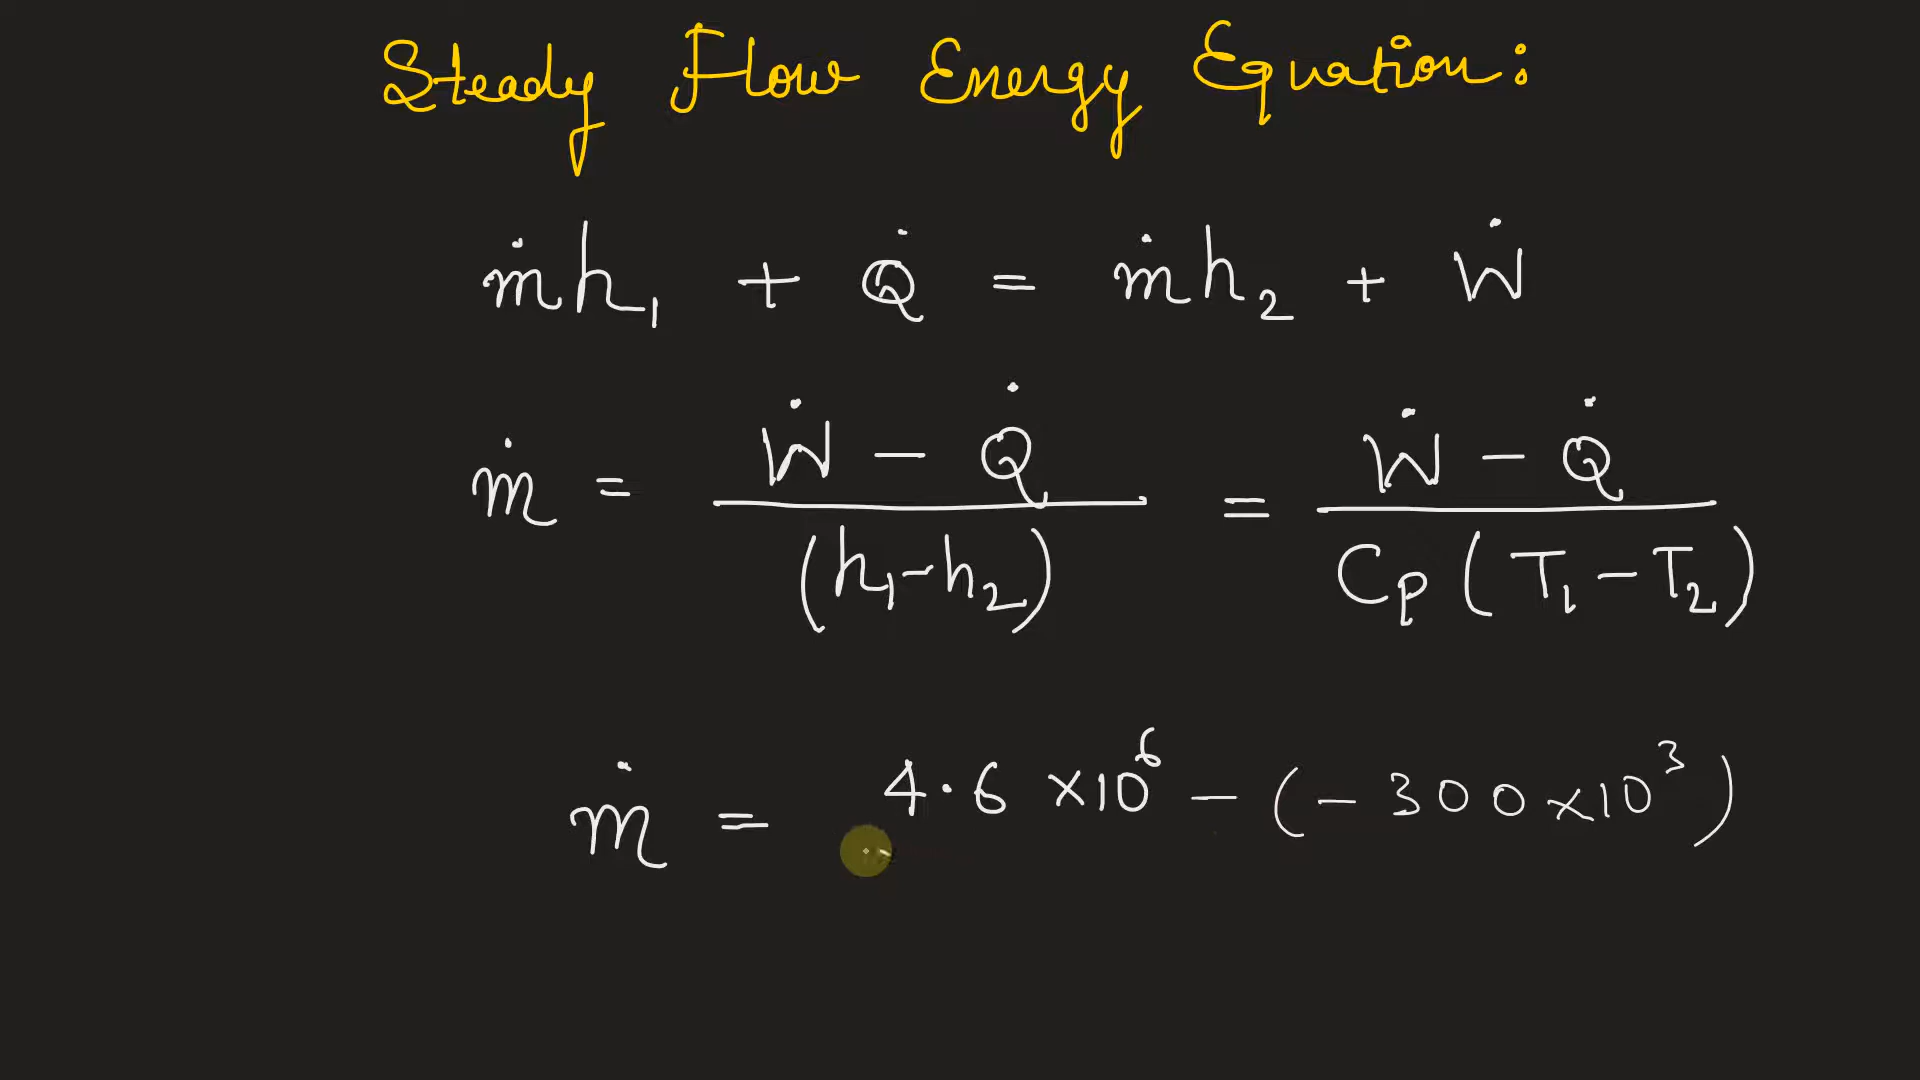 Steady Flow Energy Equation:
ṁh₁ + Q̇ = ṁh₂ + Ẇ
ṁ = (Ẇ - Q̇)/(h₁-h₂) = (Ẇ - Q̇)/(Cp(T₁-T₂))
ṁ = 4.6 ×10⁶ - (-300×10³)